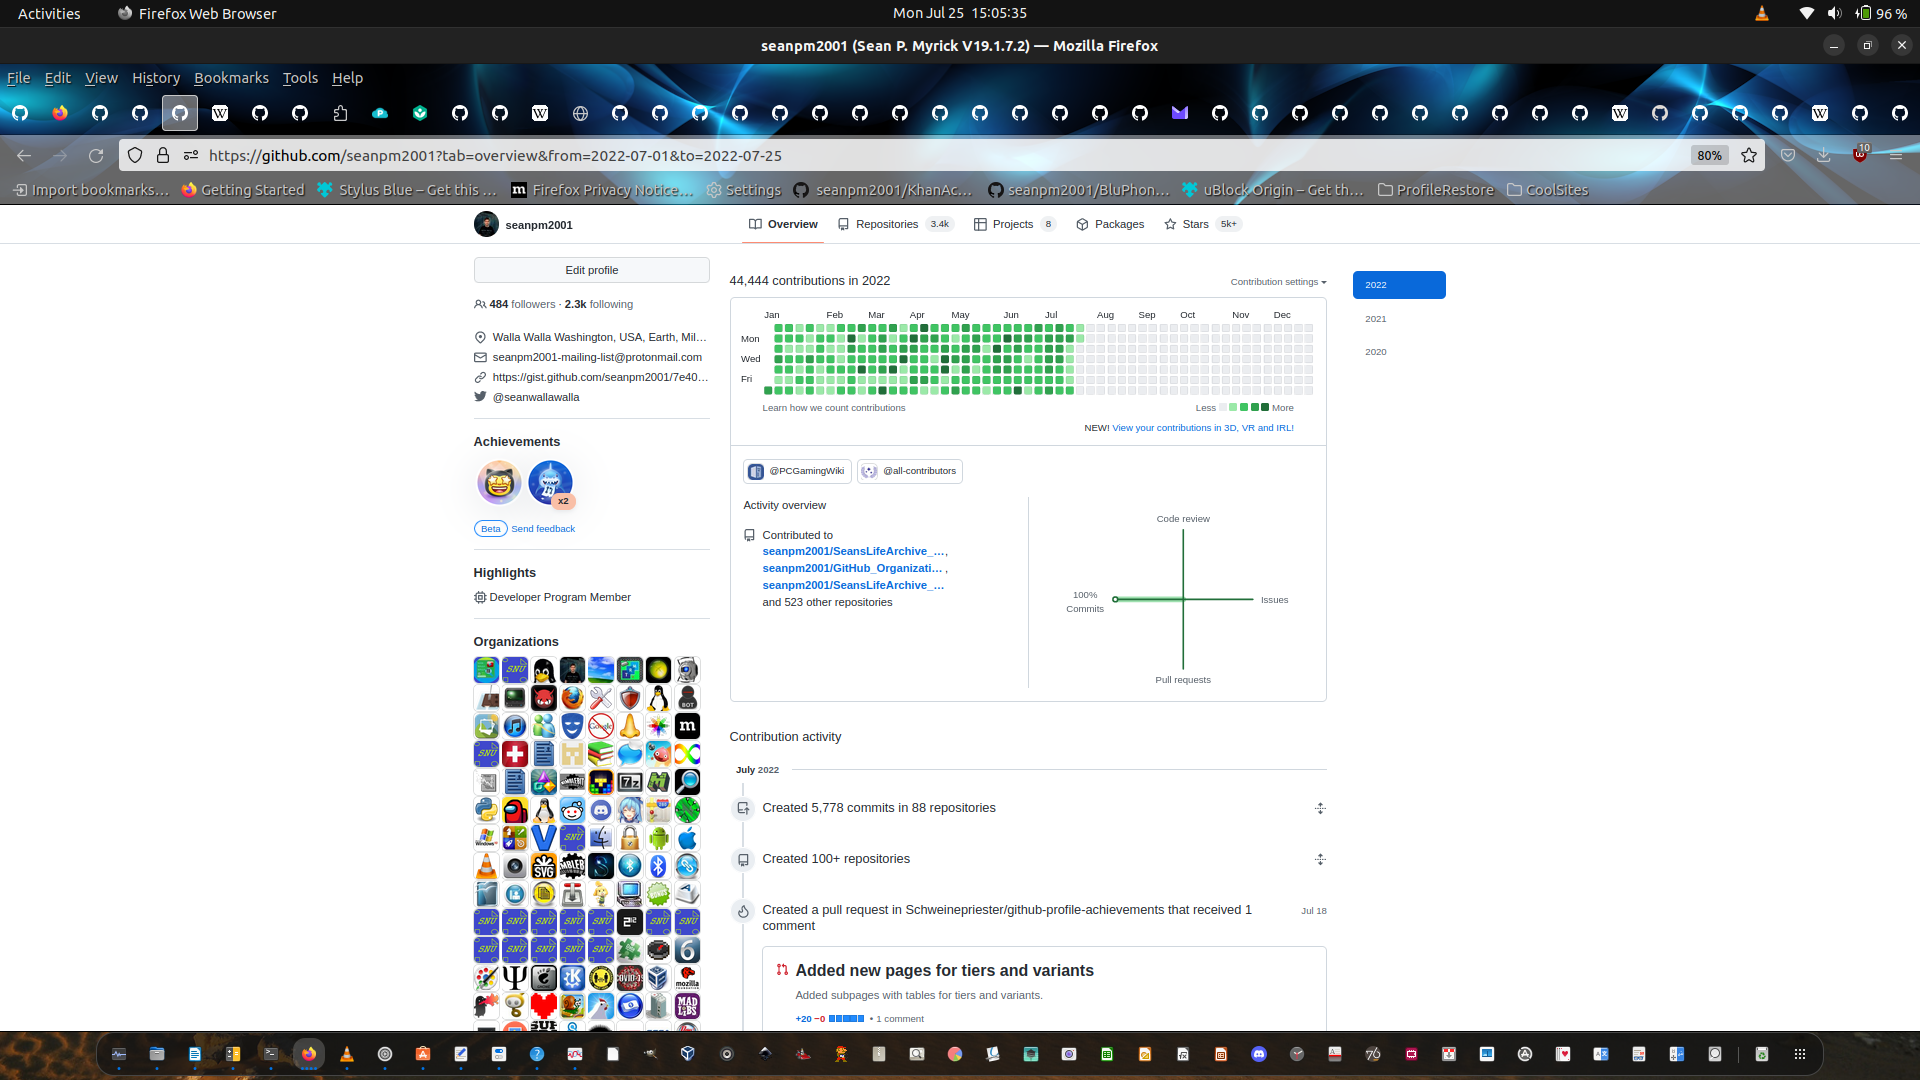 Activities
Firefox Web Browser
Mon Jul 25 15:05:35
96 %
seanpm2001 (Sean P. Myrick V19.1.7.2) — Mozilla Firefox
File Edit View History Bookmarks Tools Help
https://github.com/seanpm2001?tab=overview&from=2022-07-01&to=2022-07-25
80%
10
Import bookmarks…
Getting Started
Stylus Blue – Get this …
Firefox Privacy Notice…
Settings
seanpm2001/KhanAc…
seanpm2001/BluPhon…
uBlock Origin – Get th…
ProfileRestore
CoolSites
seanpm2001
Overview
Repositories 3.4k
Projects 8
Packages
Stars 5k+
Edit profile
484 followers · 2.3k following
Walla Walla Washington, USA, Earth, Mil…
seanpm2001-mailing-list@protonmail.com
https://gist.github.com/seanpm2001/7e40…
@seanwallawalla
Achievements
x2
Beta Send feedback
Highlights
Developer Program Member
Organizations
44,444 contributions in 2022
Contribution settings
2022
2021
2020
Jan Feb Mar Apr May Jun Jul Aug Sep Oct Nov Dec
Mon
Wed
Fri
Learn how we count contributions
Less More
NEW! View your contributions in 3D, VR and IRL!
@PCGamingWiki
@all-contributors
Activity overview
Contributed to
seanpm2001/SeansLifeArchive_…,
seanpm2001/GitHub_Organizati… ,
seanpm2001/SeansLifeArchive_…
and 523 other repositories
Code review
100%
Commits
Issues
Pull requests
Contribution activity
July 2022
Created 5,778 commits in 88 repositories
Created 100+ repositories
Created a pull request in Schweinepriester/github-profile-achievements that received 1
comment
Jul 18
Added new pages for tiers and variants
Added subpages with tables for tiers and variants.
+20 −0 • 1 comment